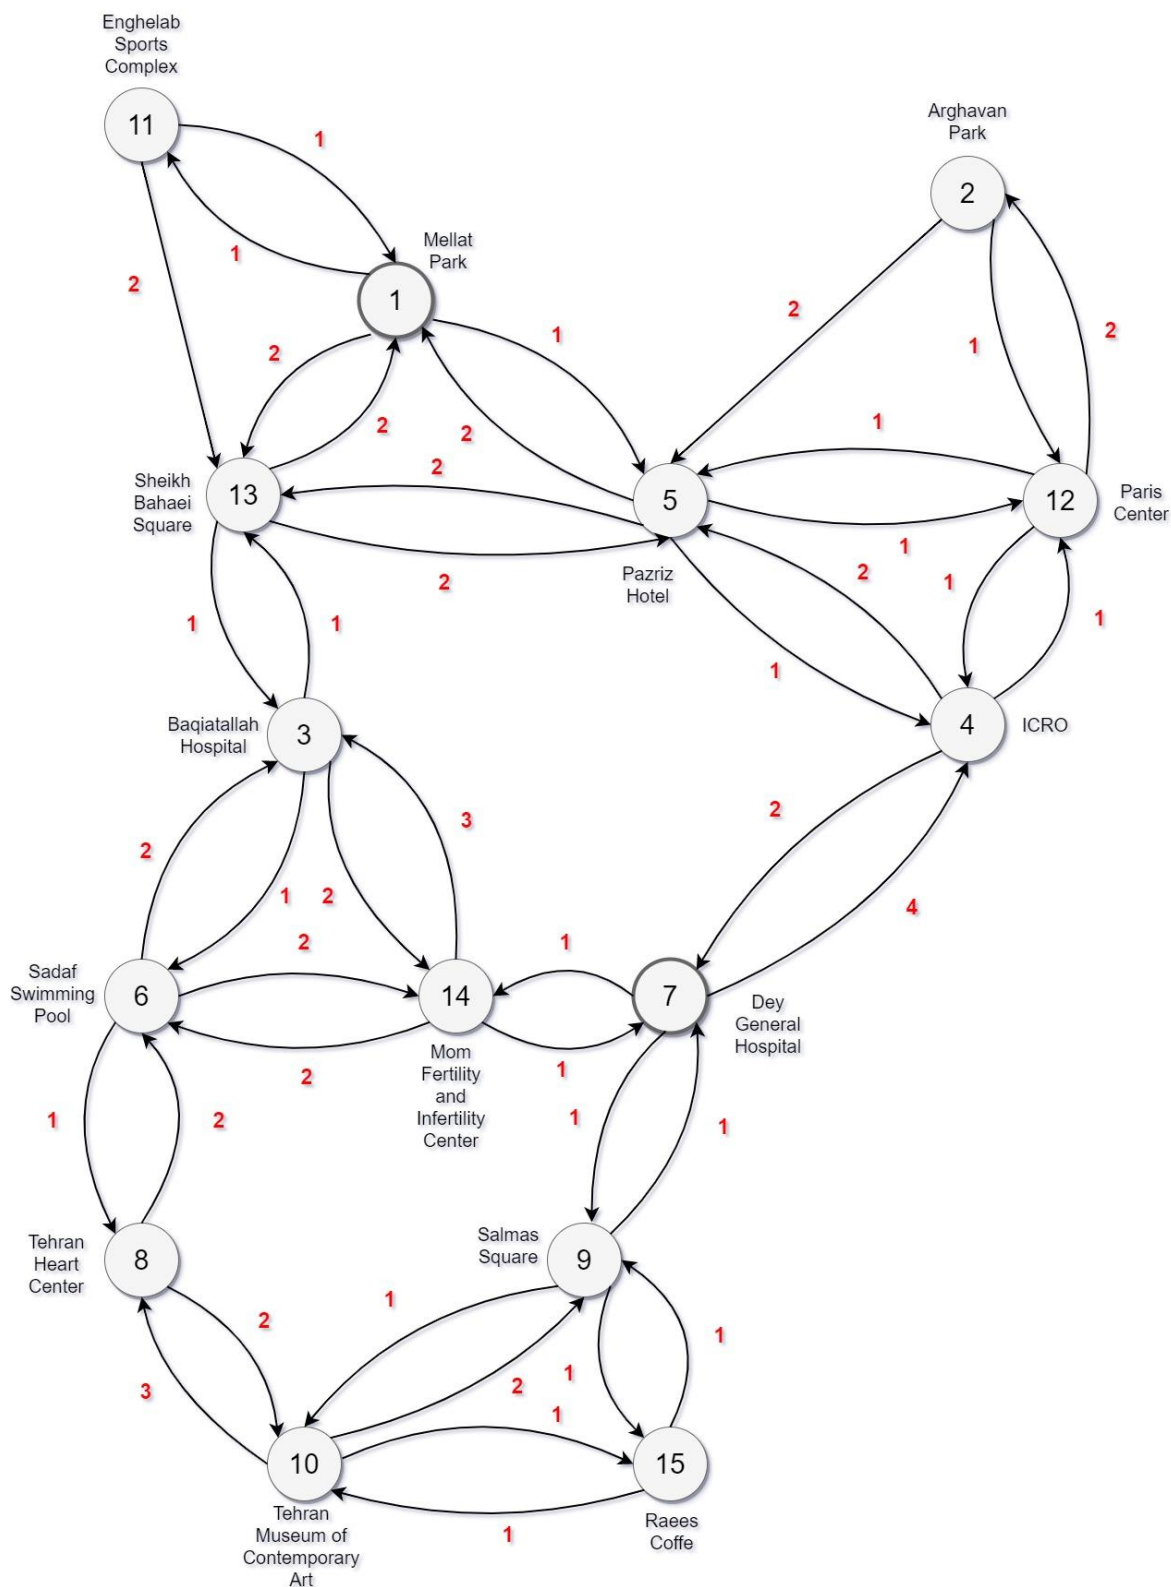 Enghelab
Sports
Complex
11
1
Arghavan
Park
2
1
Mellat
Park
2
1
2
1
2
1
2
2
2
2
1
Sheikh
Bahaei
Square
13
5
12
Paris
Center
1
2
Pazriz
Hotel
2
1
1
1
1
1
Baqiatallah
Hospital
3
4
ICRO
2
3
2
1
2
4
2
1
Sadaf
Swimming
Pool
6
14
7
Dey
General
Hospital
Mom
Fertility
and
Infertility
Center
1
2
1
2
1
1
Salmas
Square
Tehran
Heart
Center
8
9
1
2
1
1
3
2
1
10
15
Tehran
Museum of
Contemporary
Art
1
Raees
Coffe